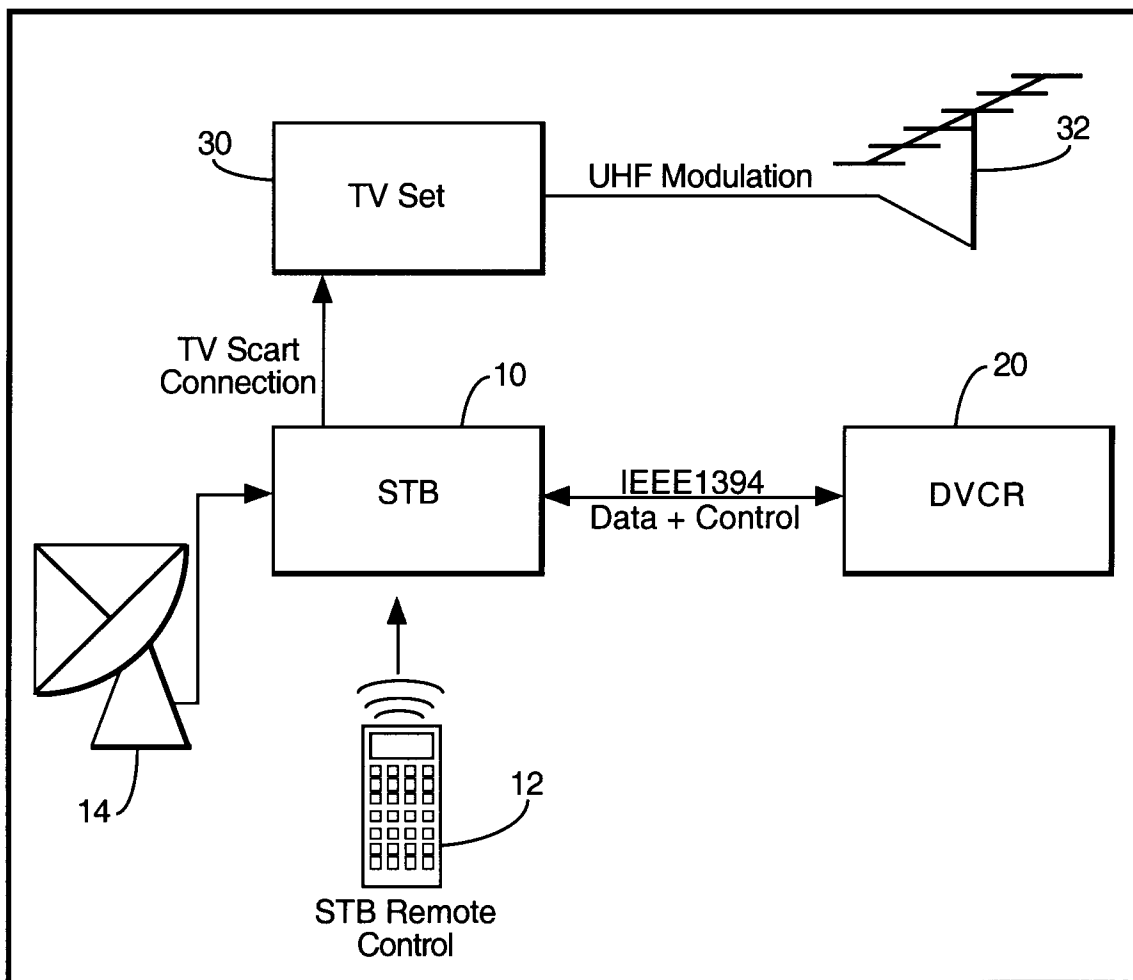 30
TV Set
UHF Modulation
32
TV Scart
Connection
10
STB
IEEE1394
Data + Control
20
DVCR
14
12
STB Remote
Control